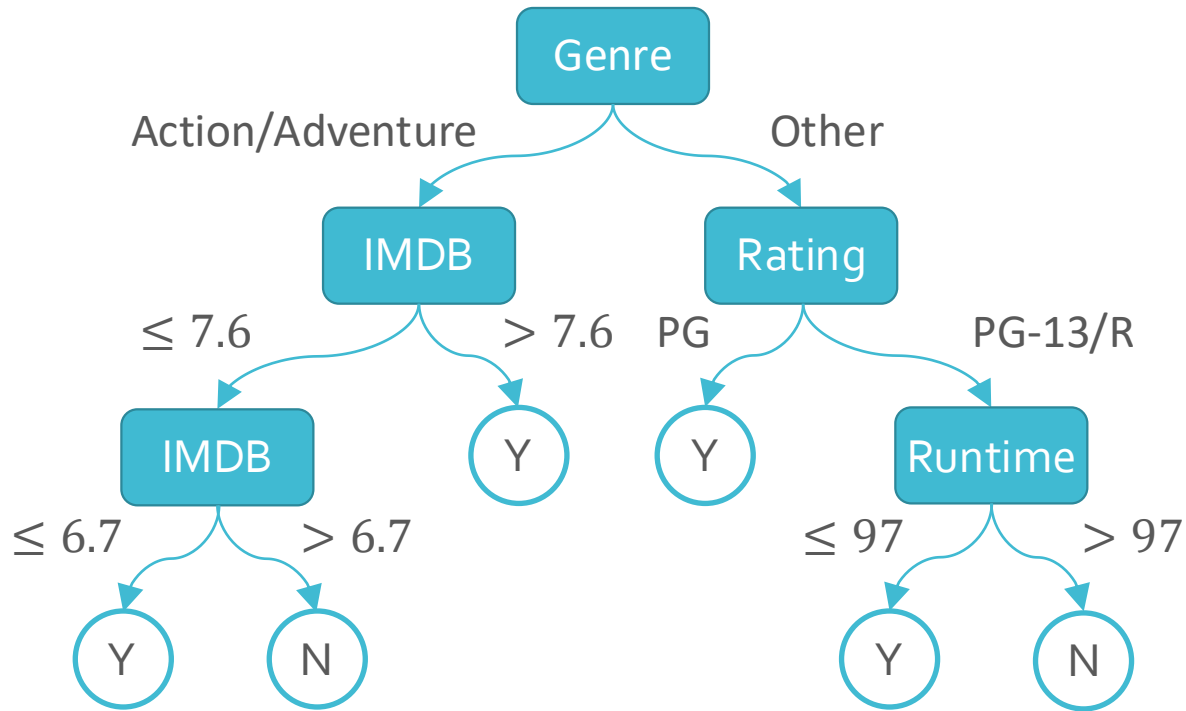 Genre
Action/Adventure
Other
IMDB
Rating
≤ 7.6
> 7.6
PG
PG-13/R
IMDB
Y
Y
Runtime
≤ 6.7
> 6.7
≤ 97
> 97
Y
N
Y
N